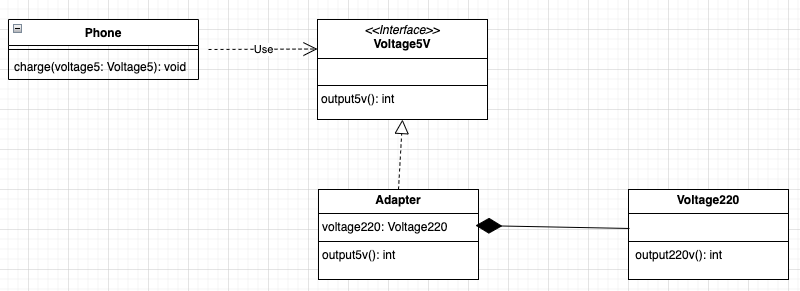 Phone
charge(voltage5: Voltage5): void
Use
<<Interface>>
Voltage5V
output5v(): int
Adapter
voltage220: Voltage220
output5v(): int
Voltage220
output220v(): int